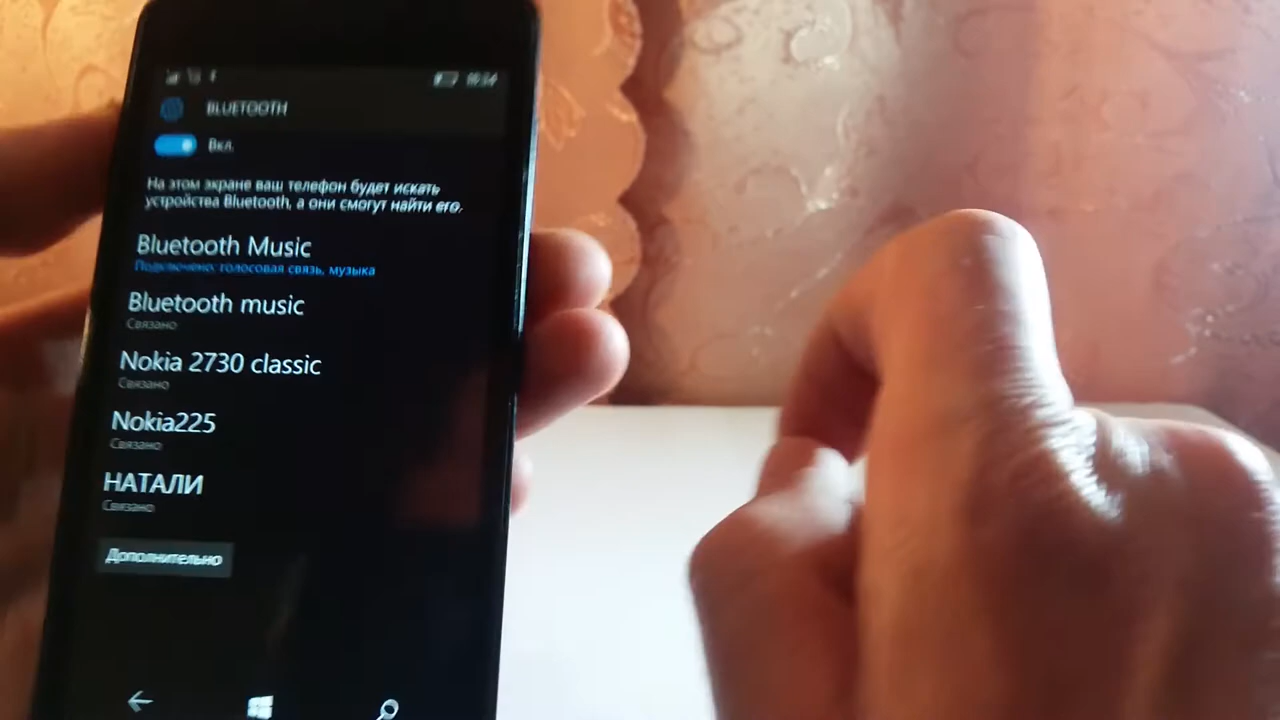 BLUETOOTH
Вкл.
На этом экране ваш телефон будет искать
устройства Bluetooth, а они смогут найти его.
Bluetooth Music
Подключено: голосовая связь, музыка
Bluetooth music
Связано
Nokia 2730 classic
Связано
Nokia225
Связано
НАТАЛИ
Связано
Дополнительно